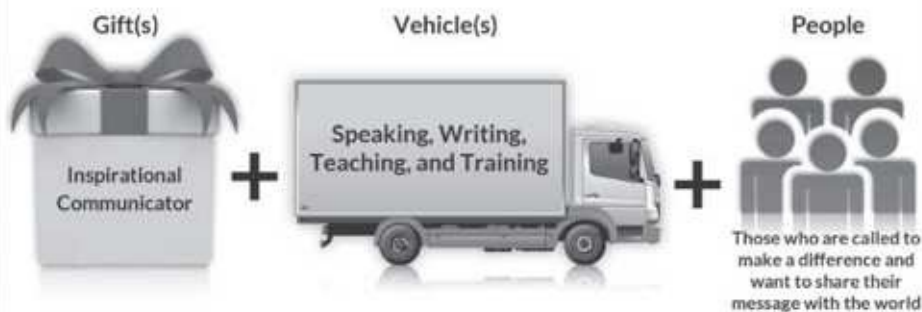 Gift(s)
Inspirational
Communicator
Vehicle(s)
Speaking, Writing,
Teaching, and Training
People
Those who are called to
make a difference and
want to share their
message with the world